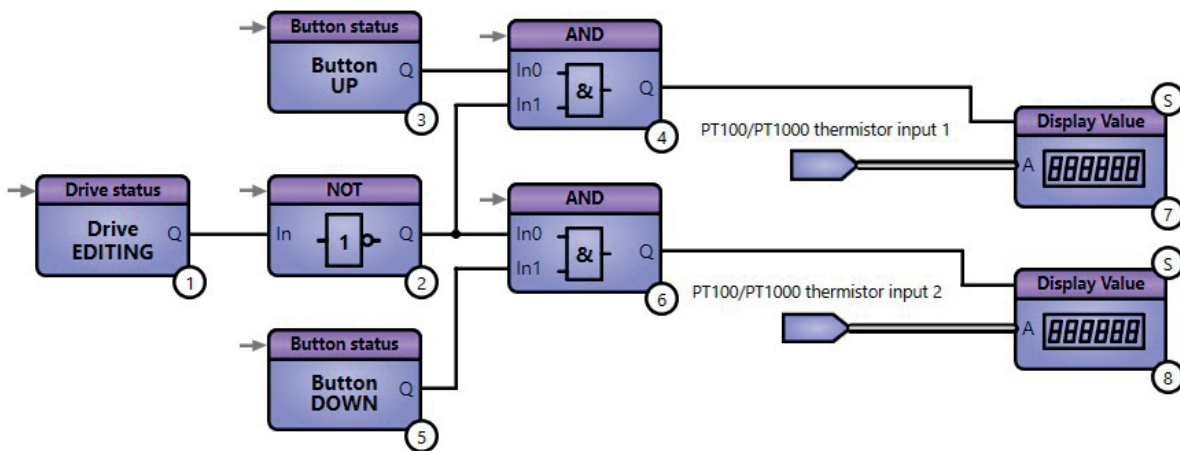 Button status
Button
UP
Q
3
AND
In0
In1
&
Q
4
PT100/PT1000 thermistor input 1
S
Display Value
A
888888
7
Drive status
Drive
EDITING
Q
1
NOT
In
1
Q
2
AND
In0
In1
&
Q
6
PT100/PT1000 thermistor input 2
S
Display Value
A
888888
8
Button status
Button
DOWN
Q
5